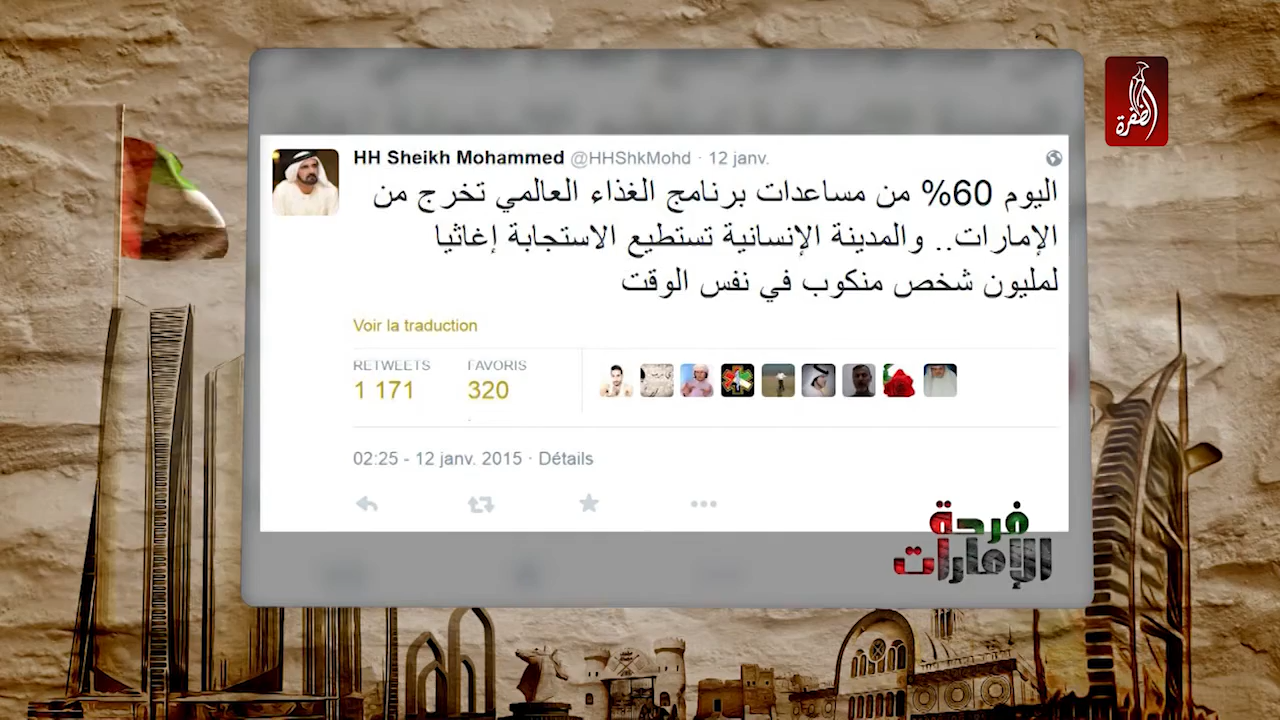 الظفرة
HH Sheikh Mohammed @HHShkMohd · 12 janv.
اليوم 60% من مساعدات برنامج الغذاء العالمي تخرج من
الإمارات.. والمدينة الإنسانية تستطيع الاستجابة إغاثيا
لمليون شخص منكوب في نفس الوقت
Voir la traduction
RETWEETS FAVORIS
1 171 320
02:25 - 12 janv. 2015 · Détails
فرحة
الإمارات